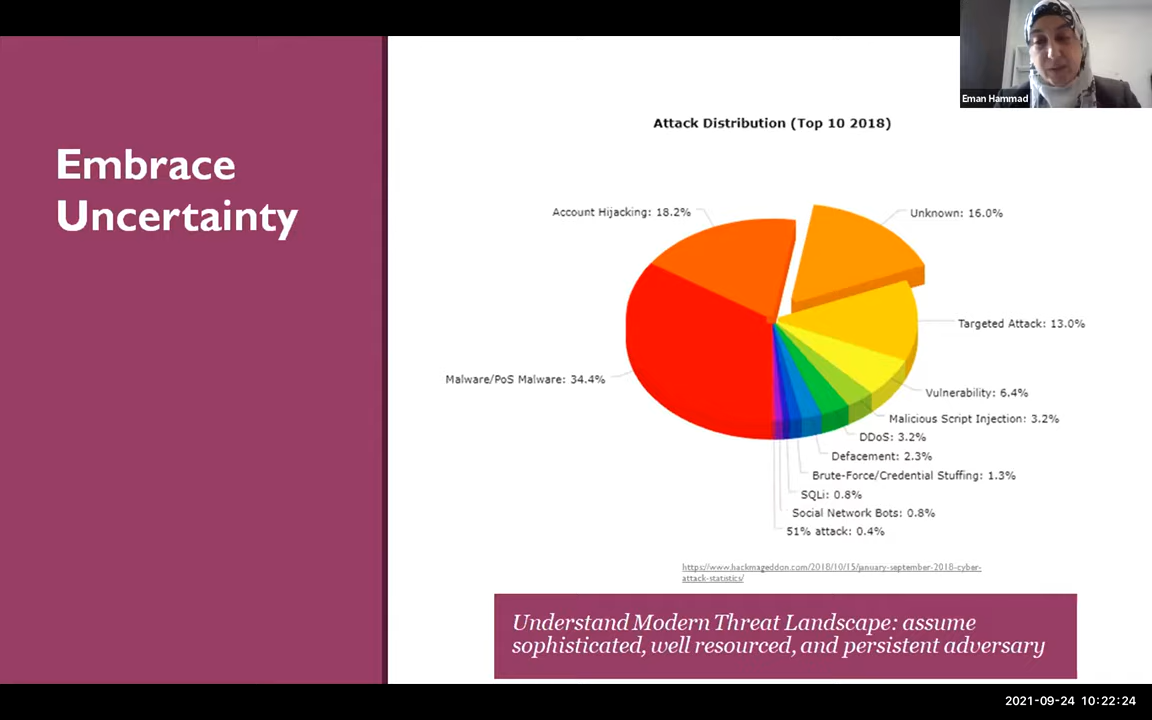 Eman Hammad
Embrace
Uncertainty
Attack Distribution (Top 10 2018)
Account Hijacking: 18.2%
Unknown: 16.0%
Targeted Attack: 13.0%
Malware/PoS Malware: 34.4%
Vulnerability: 6.4%
Malicious Script Injection: 3.2%
DDoS: 3.2%
Defacement: 2.3%
Brute-Force/Credential Stuffing: 1.3%
SQLi: 0.8%
Social Network Bots: 0.8%
51% attack: 0.4%
https://www.hackmageddon.com/2018/10/15/january-september-2018-cyber-
attack-statistics/
Understand Modern Threat Landscape: assume
sophisticated, well resourced, and persistent adversary
2021-09-24 10:22:24